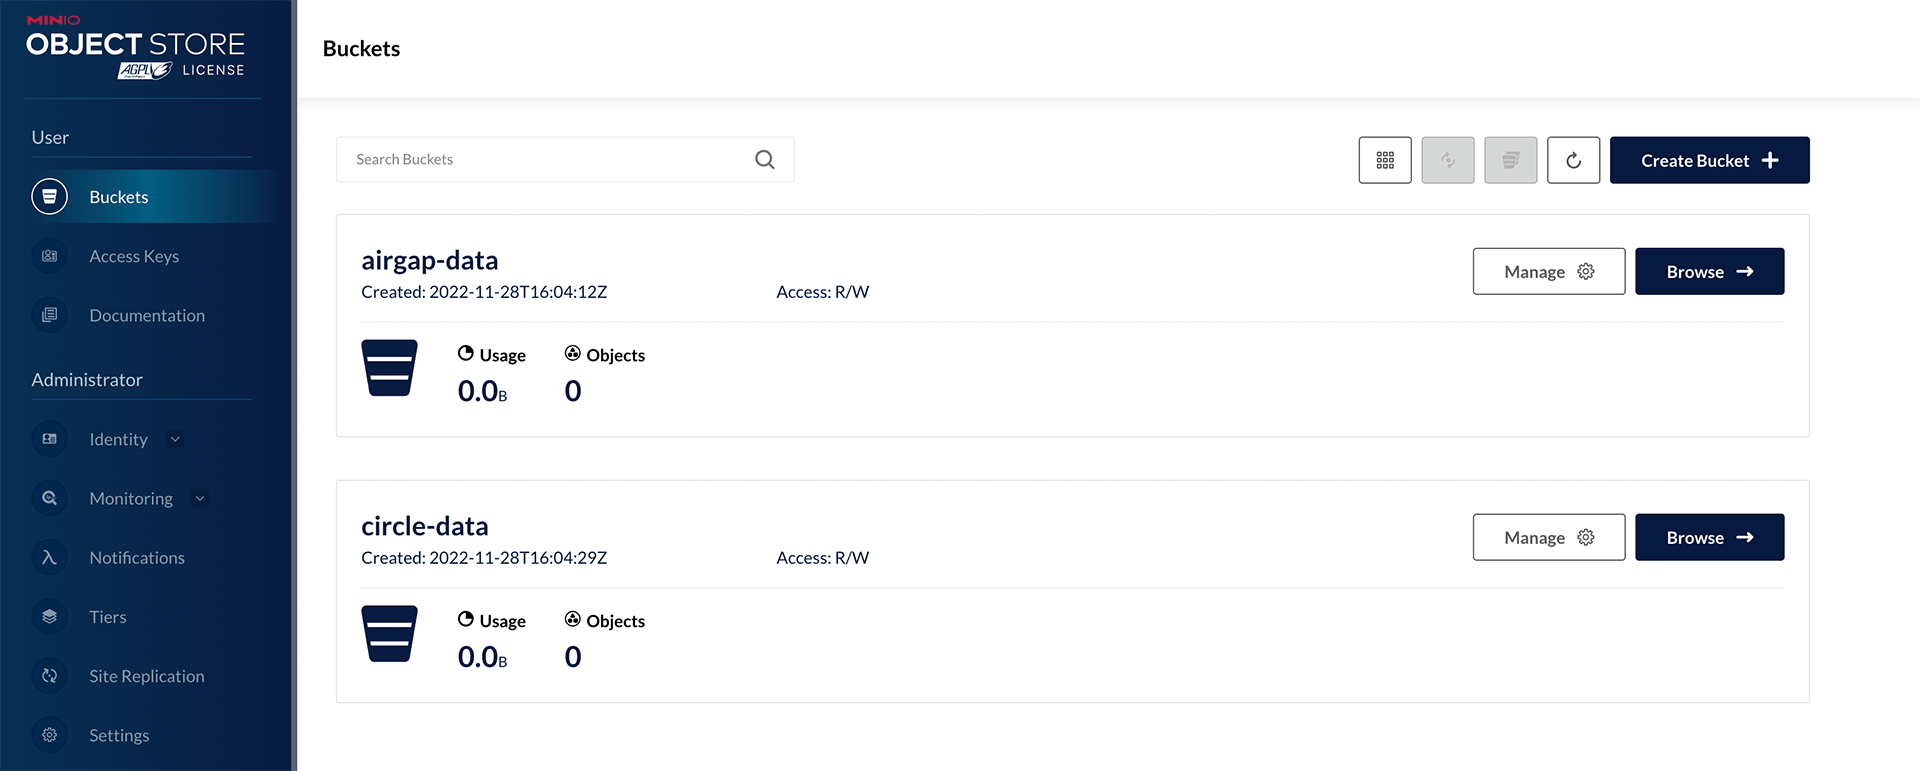 MINIO
OBJECT STORE
AGPLv3 LICENSE
User
Buckets
Access Keys
Documentation
Administrator
Identity
Monitoring
Notifications
Tiers
Site Replication
Settings
Buckets
Search Buckets
Create Bucket
airgap-data
Created: 2022-11-28T16:04:12Z Access: R/W
Manage
Browse
Usage Objects
0.0B 0
circle-data
Created: 2022-11-28T16:04:29Z Access: R/W
Manage
Browse
Usage Objects
0.0B 0